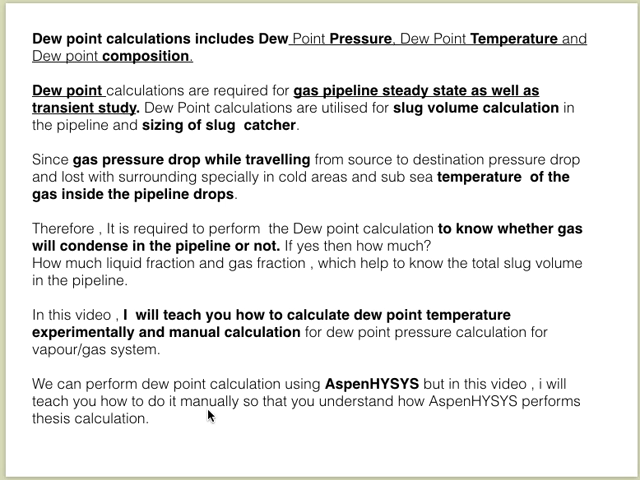 Dew point calculations includes Dew Point Pressure, Dew Point Temperature and
Dew point composition.
Dew point calculations are required for gas pipeline steady state as well as
transient study. Dew Point calculations are utilised for slug volume calculation in
the pipeline and sizing of slug catcher.
Since gas pressure drop while travelling from source to destination pressure drop
and lost with surrounding specially in cold areas and sub sea temperature of the
gas inside the pipeline drops.
Therefore , It is required to perform the Dew point calculation to know whether gas
will condense in the pipeline or not. If yes then how much?
How much liquid fraction and gas fraction , which help to know the total slug volume
in the pipeline.
In this video , I will teach you how to calculate dew point temperature
experimentally and manual calculation for dew point pressure calculation for
vapour/gas system.
We can perform dew point calculation using AspenHYSYS but in this video , i will
teach you how to do it manually so that you understand how AspenHYSYS performs
thesis calculation.